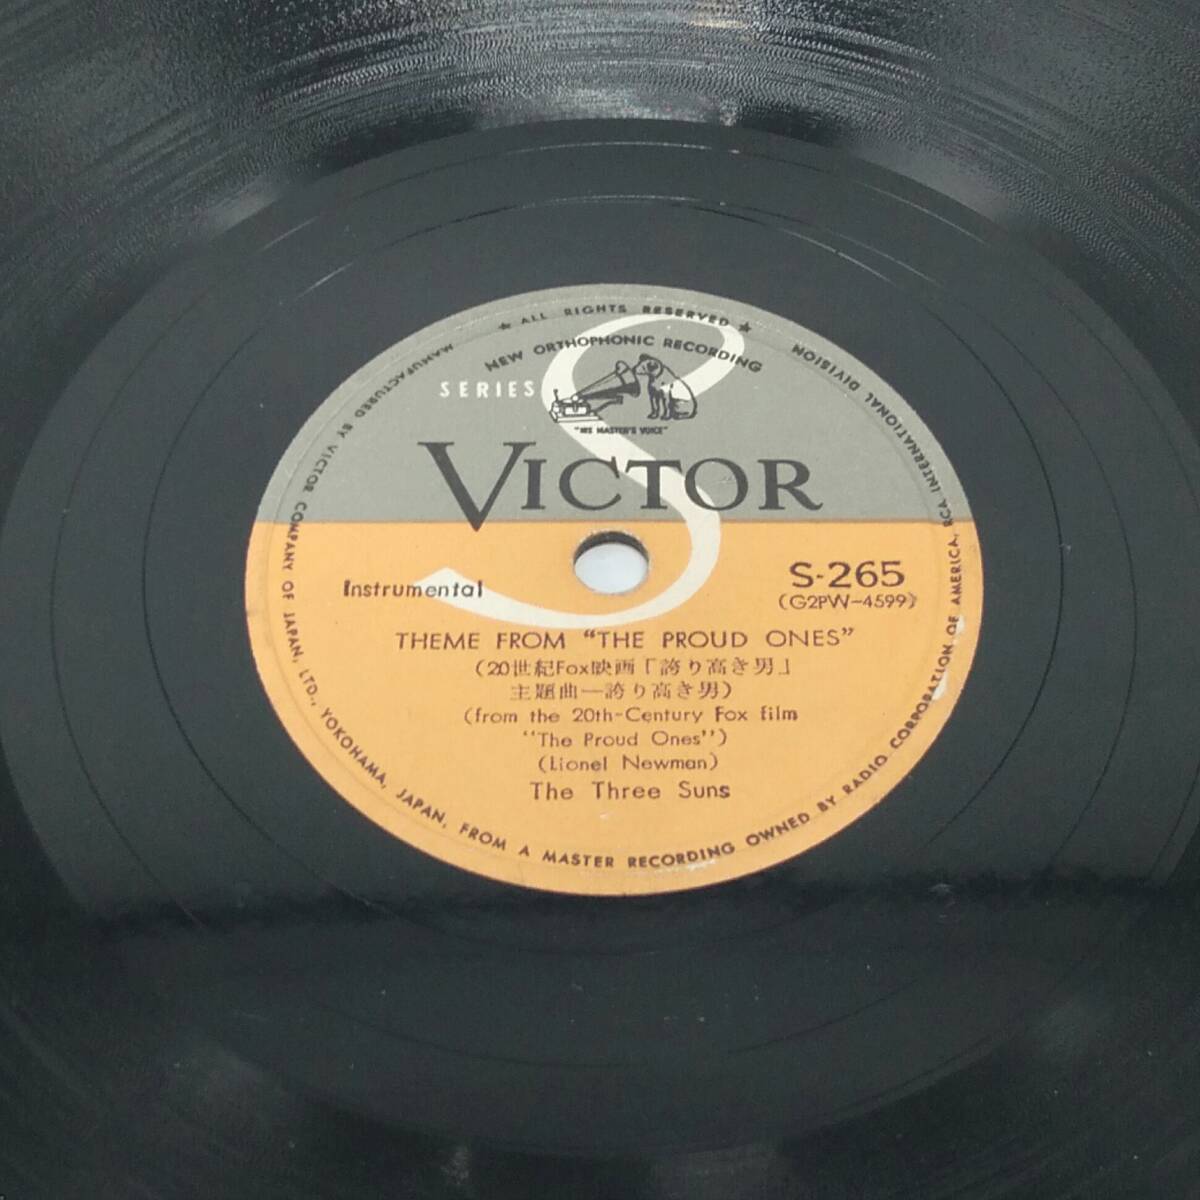 ★ ALL RIGHTS RESERVED ★
NEW ORTHOPHONIC RECORDING
SERIES S
"HIS MASTER'S VOICE"
VICTOR
Instrumental
S-265
(G2PW-4599)
THEME FROM "THE PROUD ONES"
(20世紀Fox映画「誇り高き男」
主題曲—誇り高き男)
(from the 20th-Century Fox film
"The Proud Ones")
(Lionel Newman)
The Three Suns
MANUFACTURED BY VICTOR COMPANY OF JAPAN, LTD., YOKOHAMA, JAPAN, FROM A MASTER RECORDING OWNED BY RADIO CORPORATION OF AMERICA, RCA INTERNATIONAL DIVISION